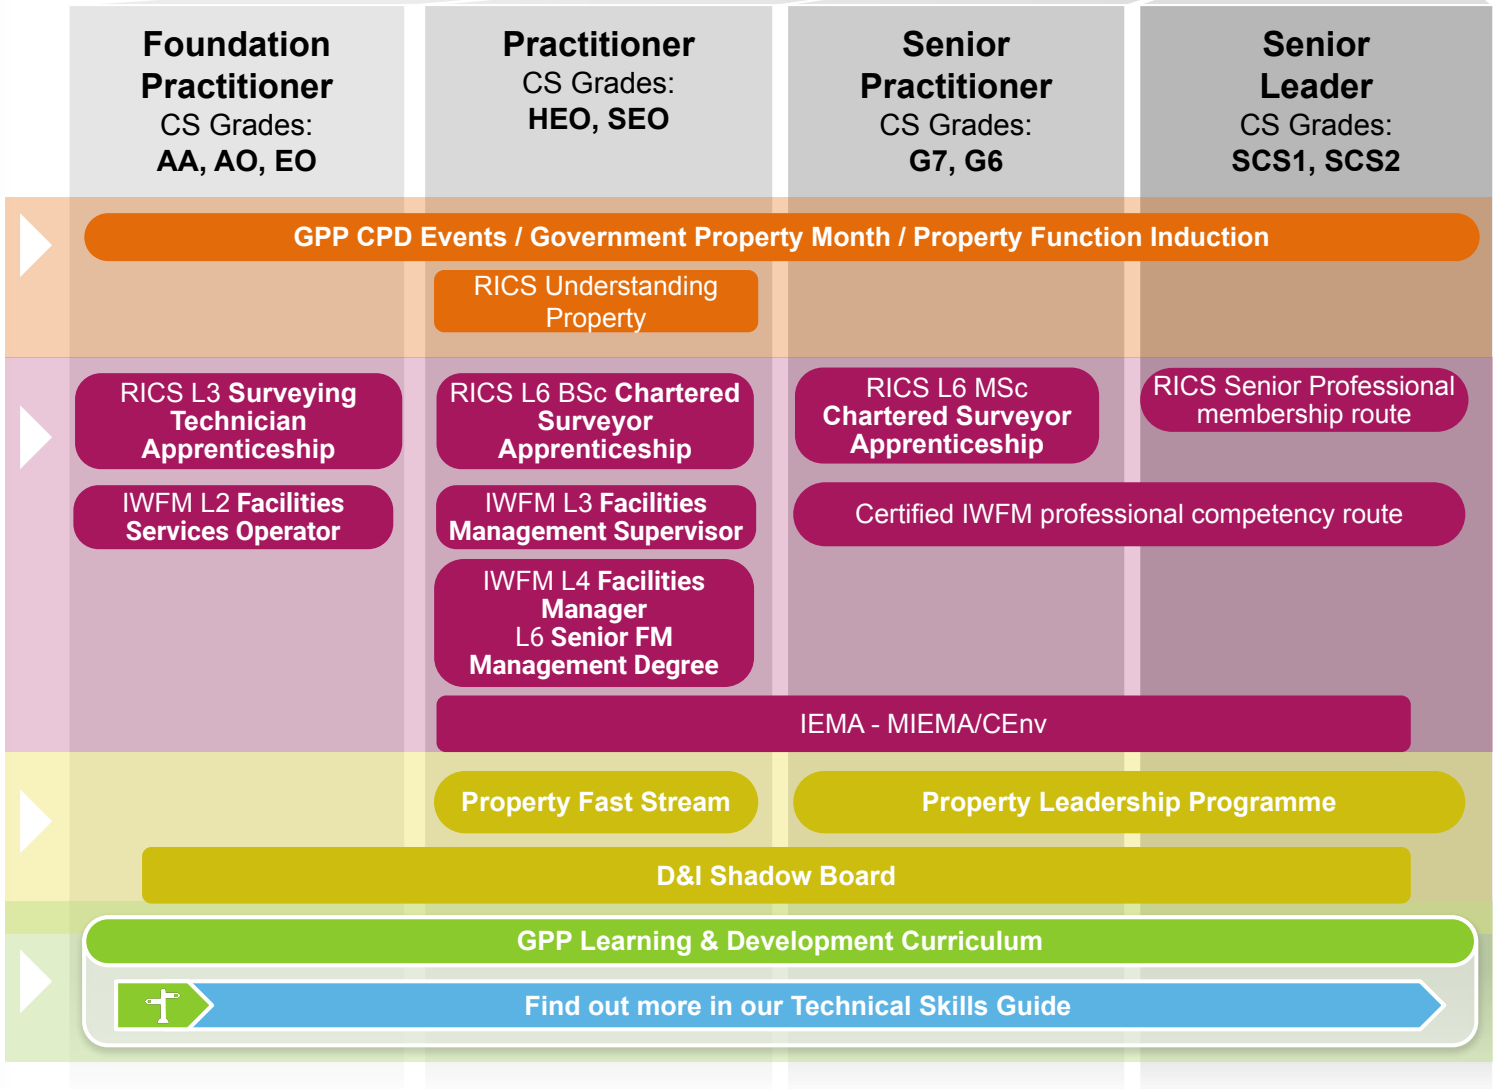 Foundation
Practitioner
CS Grades:
AA, AO, EO
Practitioner
CS Grades:
HEO, SEO
Senior
Practitioner
CS Grades:
G7, G6
Senior
Leader
CS Grades:
SCS1, SCS2
GPP CPD Events / Government Property Month / Property Function Induction
RICS Understanding
Property
RICS L3 Surveying
Technician
Apprenticeship
RICS L6 BSc Chartered
Surveyor
Apprenticeship
RICS L6 MSc
Chartered Surveyor
Apprenticeship
RICS Senior Professional
membership route
IWFM L2 Facilities
Services Operator
IWFM L3 Facilities
Management Supervisor
Certified IWFM professional competency route
IWFM L4 Facilities
Manager
L6 Senior FM
Management Degree
IEMA - MIEMA/CEnv
Property Fast Stream
Property Leadership Programme
D&I Shadow Board
GPP Learning & Development Curriculum
Find out more in our Technical Skills Guide